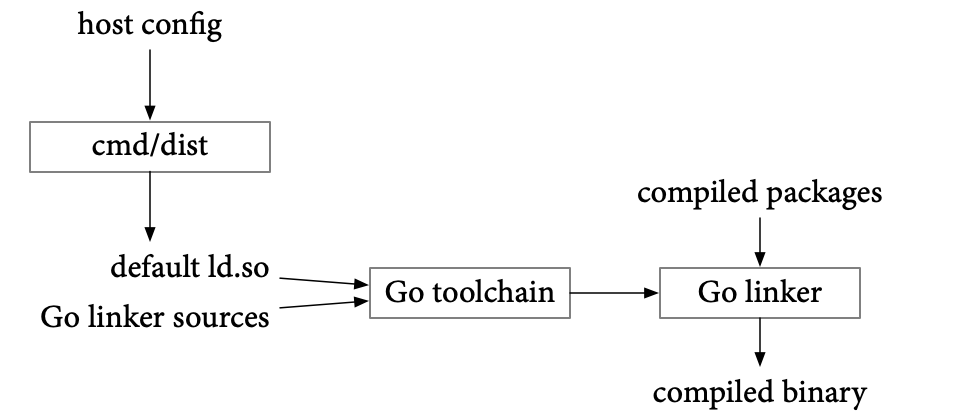 host config
cmd/dist
default ld.so
Go linker sources
Go toolchain
compiled packages
Go linker
compiled binary